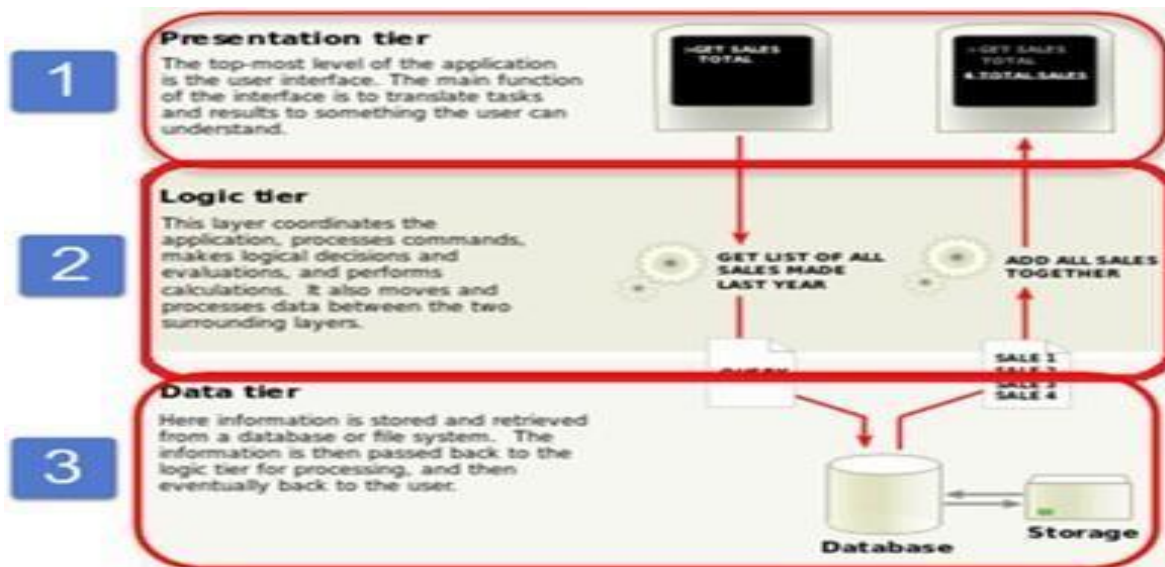 1
Presentation tier
The top-most level of the application
is the user interface. The main function
of the interface is to translate tasks
and results to something the user can
understand.
>GET SALES
TOTAL
>GET SALES
TOTAL
4 TOTAL SALES
2
Logic tier
This layer coordinates the
application, processes commands,
makes logical decisions and
evaluations, and performs
calculations. It also moves and
processes data between the two
surrounding layers.
GET LIST OF ALL
SALES MADE
LAST YEAR
ADD ALL SALES
TOGETHER
QUERY
SALE 1
SALE 2
SALE 3
SALE 4
3
Data tier
Here information is stored and retrieved
from a database or file system. The
information is then passed back to the
logic tier for processing, and then
eventually back to the user.
Database
Storage